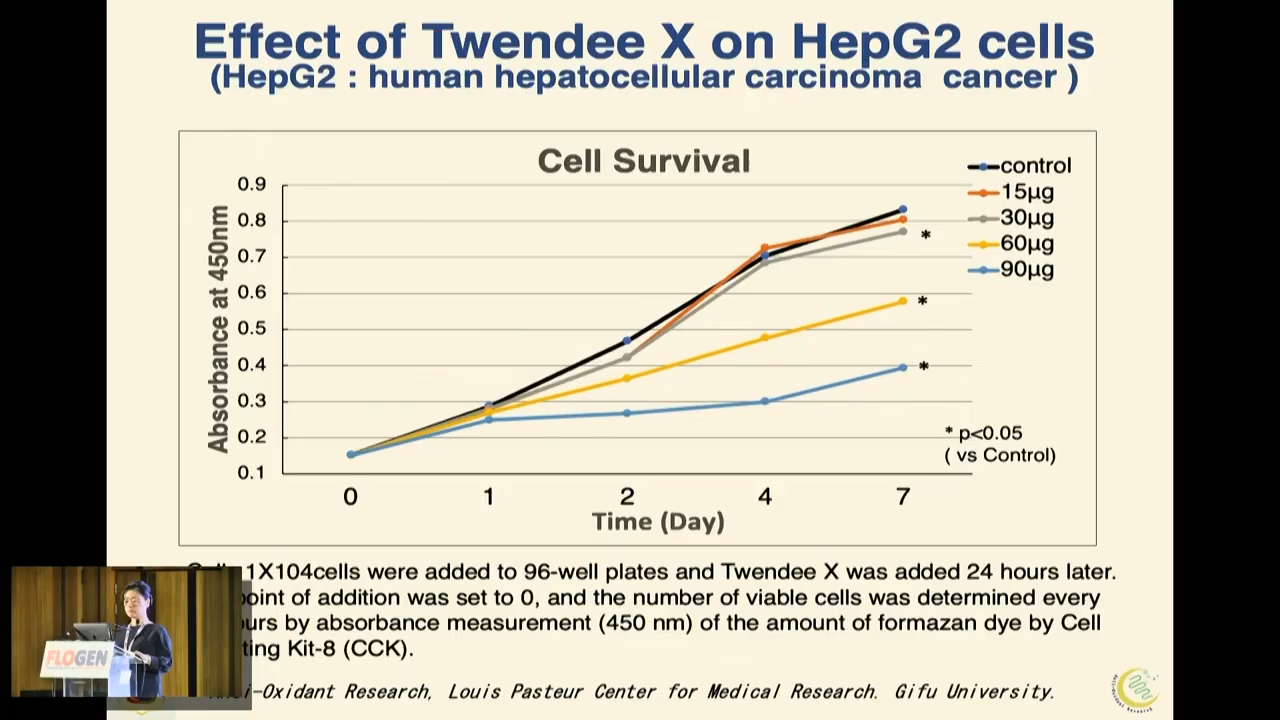 Effect of Twendee X on HepG2 cells
(HepG2 : human hepatocellular carcinoma cancer )
Cell Survival
control
15μg
30μg
60μg
90μg
Absorbance at 450nm
0.9
0.8
0.7
0.6
0.5
0.4
0.3
0.2
0.1
*
*
*
* p<0.05
( vs Control)
0 1 2 4 7
Time (Day)
1X104cells were added to 96-well plates and Twendee X was added 24 hours later.
of addition was set to 0, and the number of viable cells was determined every
by absorbance measurement (450 nm) of the amount of formazan dye by Cell
Kit-8 (CCK).
-Oxidant Research, Louis Pasteur Center for Medical Research. Gifu University.
FLOGEN